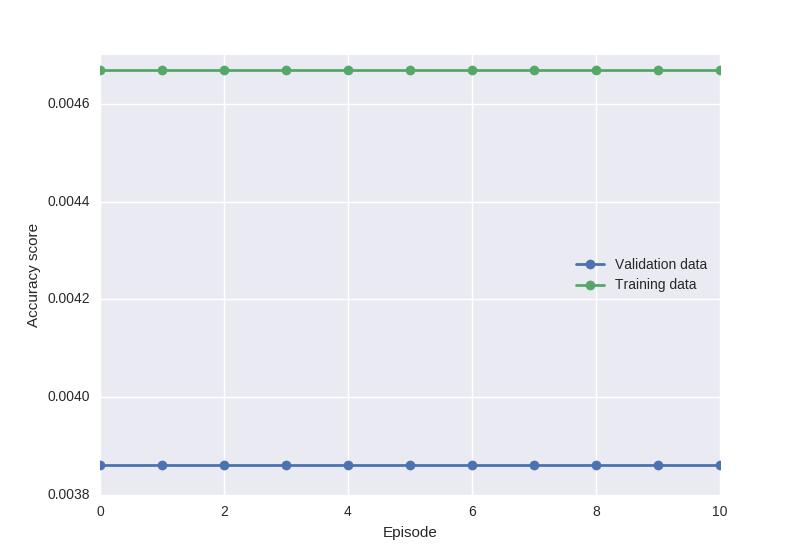 0.0046
0.0044
0.0042
0.0040
0.0038
Accuracy score
Validation data
Training data
0 2 4 6 8 10
Episode